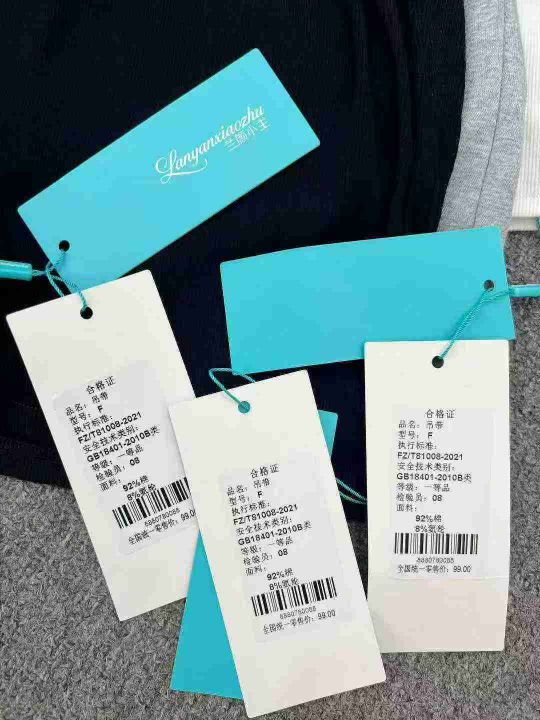 Lanyanxiaozhu
兰颜小主
合格证
品名：吊带
型号：F
执行标准：
FZ/T81008-2021
安全技术类别：
GB18401-2010B类
等级：一等品
检验员：08
面料：
92%棉
8%氨纶
8860780088
全国统一零售价：99.00
合格证
品名：吊带
型号：F
执行标准：
FZ/T81008-2021
安全技术类别：
GB18401-2010B类
等级：一等品
检验员：08
面料：
92%棉
8%氨纶
8860780088
全国统一零售价：99.00
合格证
品名：吊带
型号：F
执行标准：
FZ/T81008-2021
安全技术类别：
GB18401-2010B类
等级：一等品
检验员：08
面料：
92%棉
8%氨纶
8860780088
全国统一零售价：99.00